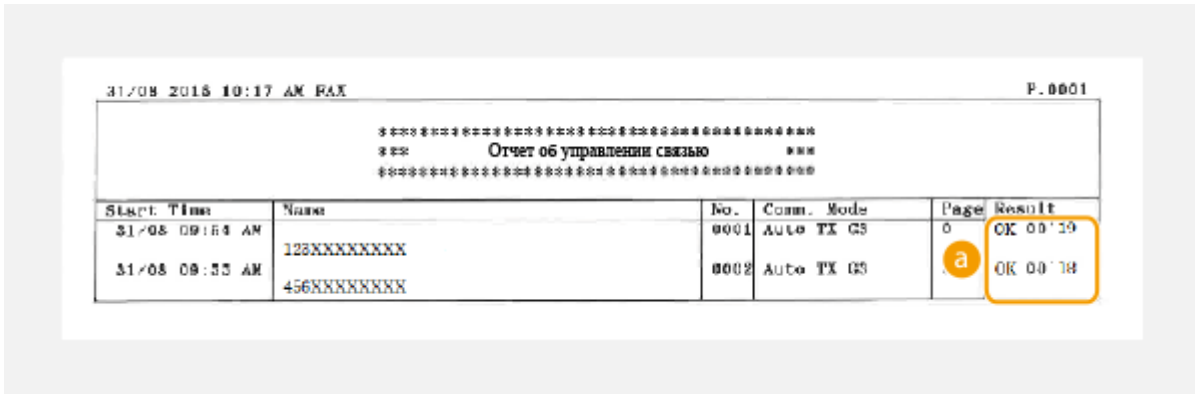 31/08 2016 10:17 AM FAX P.0001
*****************************************
*** Отчет об управлении связью ***
*****************************************
Start Time Name No. Comm. Mode Page Result
31/08 09:54 AM 0001 Auto TX G3 0 OK 00'19
123XXXXXXXX
31/08 09:55 AM 0002 Auto TX G3 a OK 00'18
456XXXXXXXX